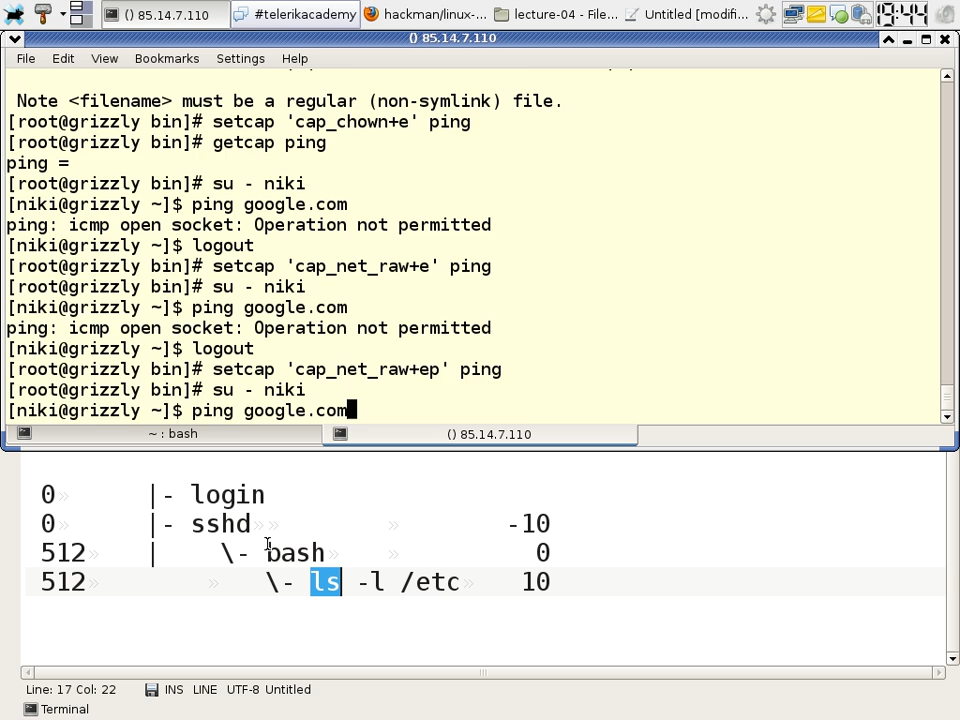 () 85.14.7.110
#telerikacademy
hackman/linux-...
lecture-04 - File...
Untitled [modifi...
19:44
() 85.14.7.110
File Edit View Bookmarks Settings Help
Note <filename> must be a regular (non-symlink) file.
[root@grizzly bin]# setcap 'cap_chown+e' ping
[root@grizzly bin]# getcap ping
ping =
[root@grizzly bin]# su - niki
[niki@grizzly ~]$ ping google.com
ping: icmp open socket: Operation not permitted
[niki@grizzly ~]$ logout
[root@grizzly bin]# setcap 'cap_net_raw+e' ping
[root@grizzly bin]# su - niki
[niki@grizzly ~]$ ping google.com
ping: icmp open socket: Operation not permitted
[niki@grizzly ~]$ logout
[root@grizzly bin]# setcap 'cap_net_raw+ep' ping
[root@grizzly bin]# su - niki
[niki@grizzly ~]$ ping google.com
~ : bash
() 85.14.7.110
0» |- login
0» |- sshd»» » -10
512» | \- bash» » 0
512» » \- ls -l /etc» 10
Line: 17 Col: 22 INS LINE UTF-8 Untitled
Terminal